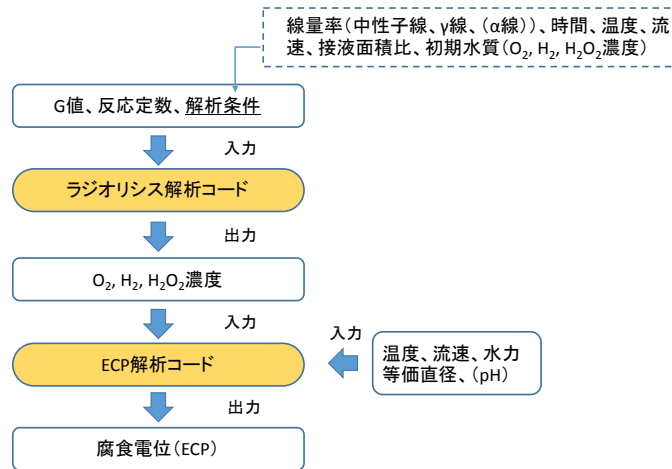 線量率(中性子線、γ線、(α線))、時間、温度、流
速、接液面積比、初期水質(O₂, H₂, H₂O₂濃度)
G値、反応定数、解析条件
入力
ラジオリシス解析コード
出力
O₂, H₂, H₂O₂濃度
入力
入力
ECP解析コード
温度、流速、水力
等価直径、(pH)
出力
腐食電位(ECP)